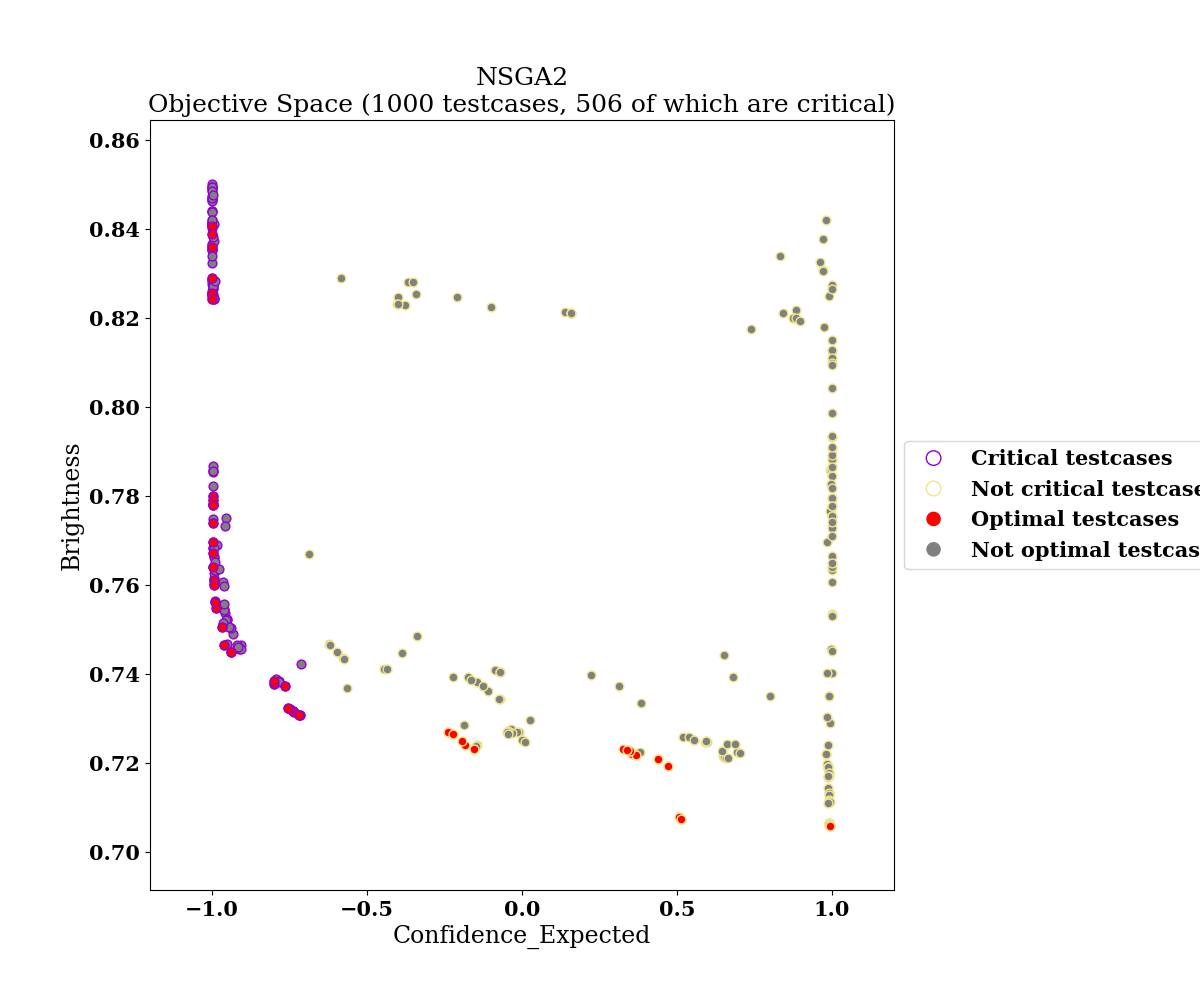 NSGA2
Objective Space (1000 testcases, 506 of which are critical)
0.86
0.84
0.82
0.80
0.78
0.76
0.74
0.72
0.70
Brightness
−1.0
−0.5
0.0
0.5
1.0
Confidence_Expected
Critical testcases
Not critical testcase
Optimal testcases
Not optimal testcas